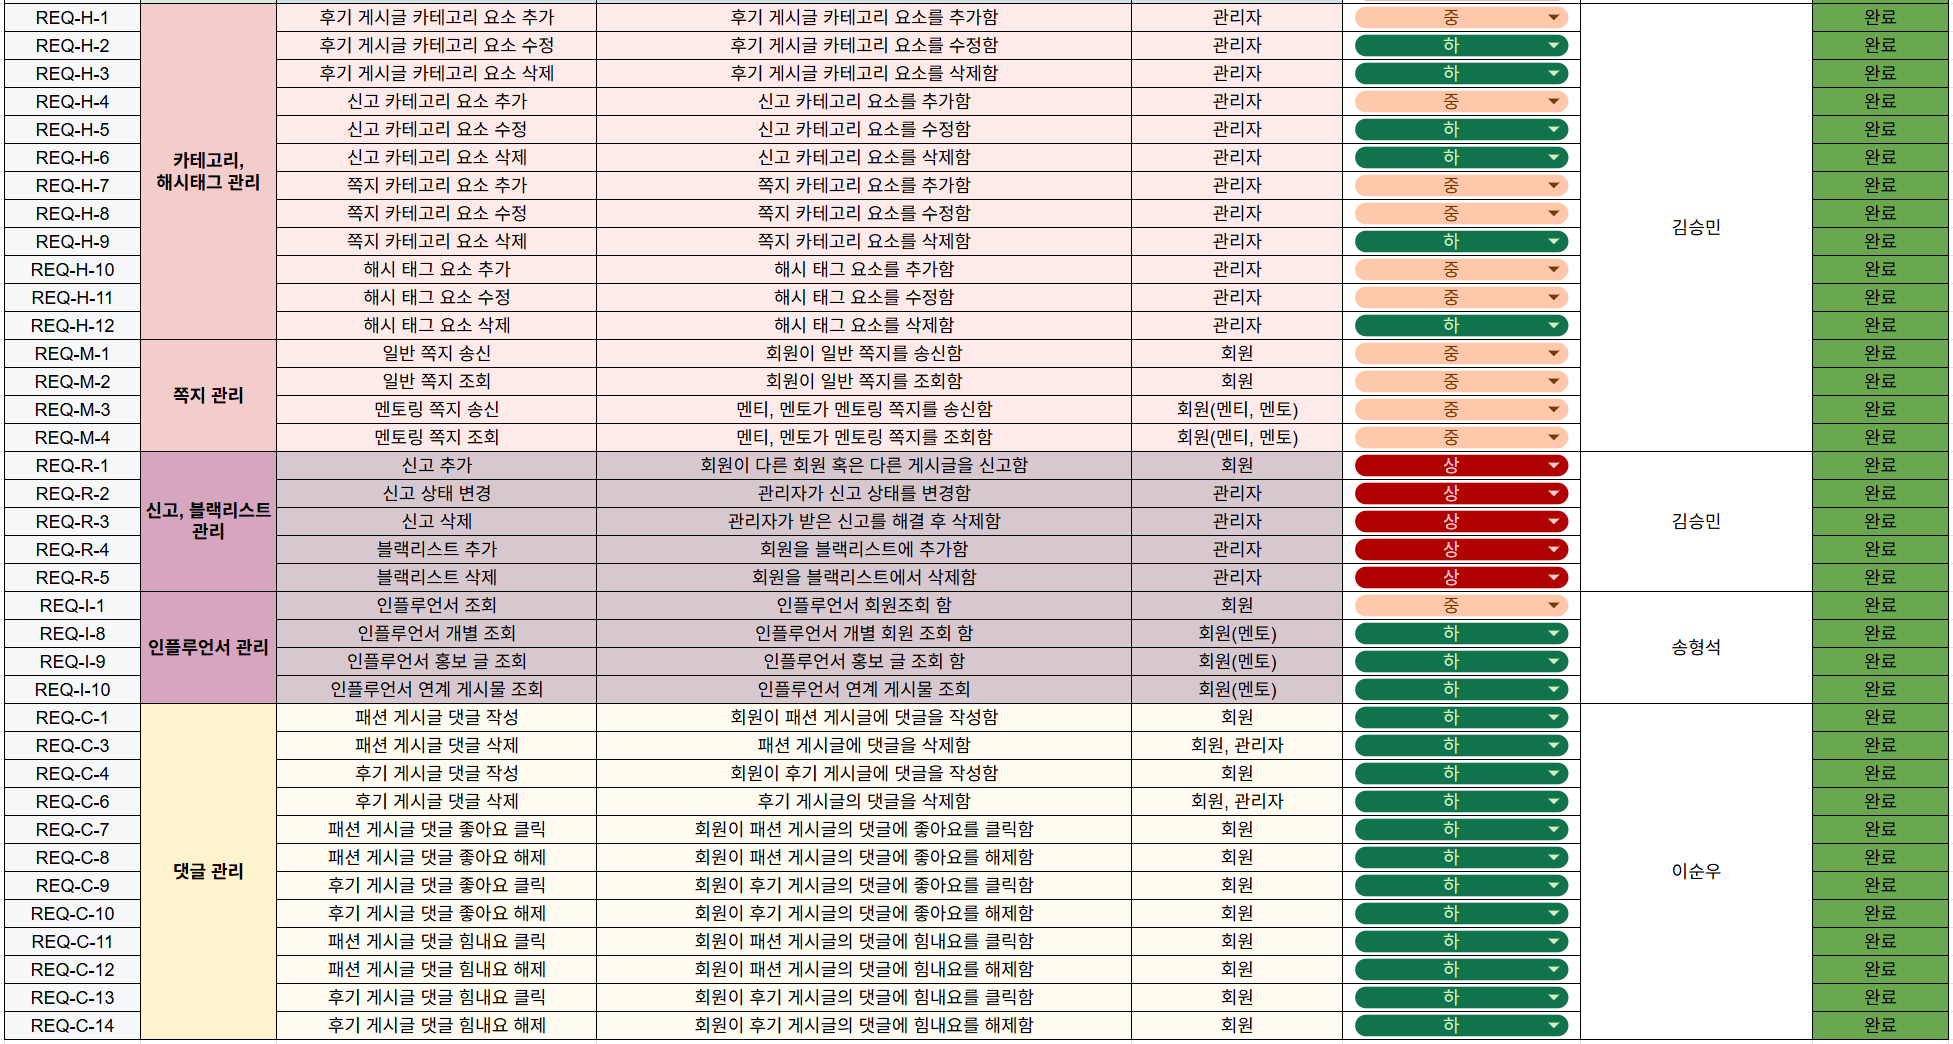 REQ-H-1 후기 게시글 카테고리 요소 추가 후기 게시글 카테고리 요소를 추가함 관리자 중 완료
REQ-H-2 후기 게시글 카테고리 요소 수정 후기 게시글 카테고리 요소를 수정함 관리자 하 완료
REQ-H-3 후기 게시글 카테고리 요소 삭제 후기 게시글 카테고리 요소를 삭제함 관리자 하 완료
REQ-H-4 신고 카테고리 요소 추가 신고 카테고리 요소를 추가함 관리자 중 완료
REQ-H-5 신고 카테고리 요소 수정 신고 카테고리 요소를 수정함 관리자 하 완료
REQ-H-6 카테고리, 신고 카테고리 요소 삭제 신고 카테고리 요소를 삭제함 관리자 하 완료
REQ-H-7 해시태그 관리 쪽지 카테고리 요소 추가 쪽지 카테고리 요소를 추가함 관리자 중 완료
REQ-H-8 쪽지 카테고리 요소 수정 쪽지 카테고리 요소를 수정함 관리자 중 김승민 완료
REQ-H-9 쪽지 카테고리 요소 삭제 쪽지 카테고리 요소를 삭제함 관리자 하 완료
REQ-H-10 해시 태그 요소 추가 해시 태그 요소를 추가함 관리자 중 완료
REQ-H-11 해시 태그 요소 수정 해시 태그 요소를 수정함 관리자 중 완료
REQ-H-12 해시 태그 요소 삭제 해시 태그 요소를 삭제함 관리자 하 완료
REQ-M-1 일반 쪽지 송신 회원이 일반 쪽지를 송신함 회원 중 완료
REQ-M-2 쪽지 관리 일반 쪽지 조회 회원이 일반 쪽지를 조회함 회원 중 완료
REQ-M-3 멘토링 쪽지 송신 멘티, 멘토가 멘토링 쪽지를 송신함 회원(멘티, 멘토) 중 완료
REQ-M-4 멘토링 쪽지 조회 멘티, 멘토가 멘토링 쪽지를 조회함 회원(멘티, 멘토) 중 완료
REQ-R-1 신고 추가 회원이 다른 회원 혹은 다른 게시글을 신고함 회원 상 완료
REQ-R-2 신고, 블랙리스트 신고 상태 변경 관리자가 신고 상태를 변경함 관리자 상 완료
REQ-R-3 관리 신고 삭제 관리자가 받은 신고를 해결 후 삭제함 관리자 상 김승민 완료
REQ-R-4 블랙리스트 추가 회원을 블랙리스트에 추가함 관리자 상 완료
REQ-R-5 블랙리스트 삭제 회원을 블랙리스트에서 삭제함 관리자 상 완료
REQ-I-1 인플루언서 조회 인플루언서 회원조회 함 회원 중 완료
REQ-I-8 인플루언서 관리 인플루언서 개별 조회 인플루언서 개별 회원 조회 함 회원(멘토) 하 송형석 완료
REQ-I-9 인플루언서 홍보 글 조회 인플루언서 홍보 글 조회 함 회원(멘토) 하 완료
REQ-I-10 인플루언서 연계 게시물 조회 인플루언서 연계 게시물 조회 회원(멘토) 하 완료
REQ-C-1 패션 게시글 댓글 작성 회원이 패션 게시글에 댓글을 작성함 회원 하 완료
REQ-C-3 패션 게시글 댓글 삭제 패션 게시글에 댓글을 삭제함 회원, 관리자 하 완료
REQ-C-4 후기 게시글 댓글 작성 회원이 후기 게시글에 댓글을 작성함 회원 하 완료
REQ-C-6 후기 게시글 댓글 삭제 후기 게시글의 댓글을 삭제함 회원, 관리자 하 완료
REQ-C-7 패션 게시글 댓글 좋아요 클릭 회원이 패션 게시글의 댓글에 좋아요를 클릭함 회원 하 완료
REQ-C-8 댓글 관리 패션 게시글 댓글 좋아요 해제 회원이 패션 게시글의 댓글에 좋아요를 해제함 회원 하 이순우 완료
REQ-C-9 후기 게시글 댓글 좋아요 클릭 회원이 후기 게시글의 댓글에 좋아요를 클릭함 회원 하 완료
REQ-C-10 후기 게시글 댓글 좋아요 해제 회원이 후기 게시글의 댓글에 좋아요를 해제함 회원 하 완료
REQ-C-11 패션 게시글 댓글 힘내요 클릭 회원이 패션 게시글의 댓글에 힘내요를 클릭함 회원 하 완료
REQ-C-12 패션 게시글 댓글 힘내요 해제 회원이 패션 게시글의 댓글에 힘내요를 해제함 회원 하 완료
REQ-C-13 후기 게시글 댓글 힘내요 클릭 회원이 후기 게시글의 댓글에 힘내요를 클릭함 회원 하 완료
REQ-C-14 후기 게시글 댓글 힘내요 해제 회원이 후기 게시글의 댓글에 힘내요를 해제함 회원 하 완료